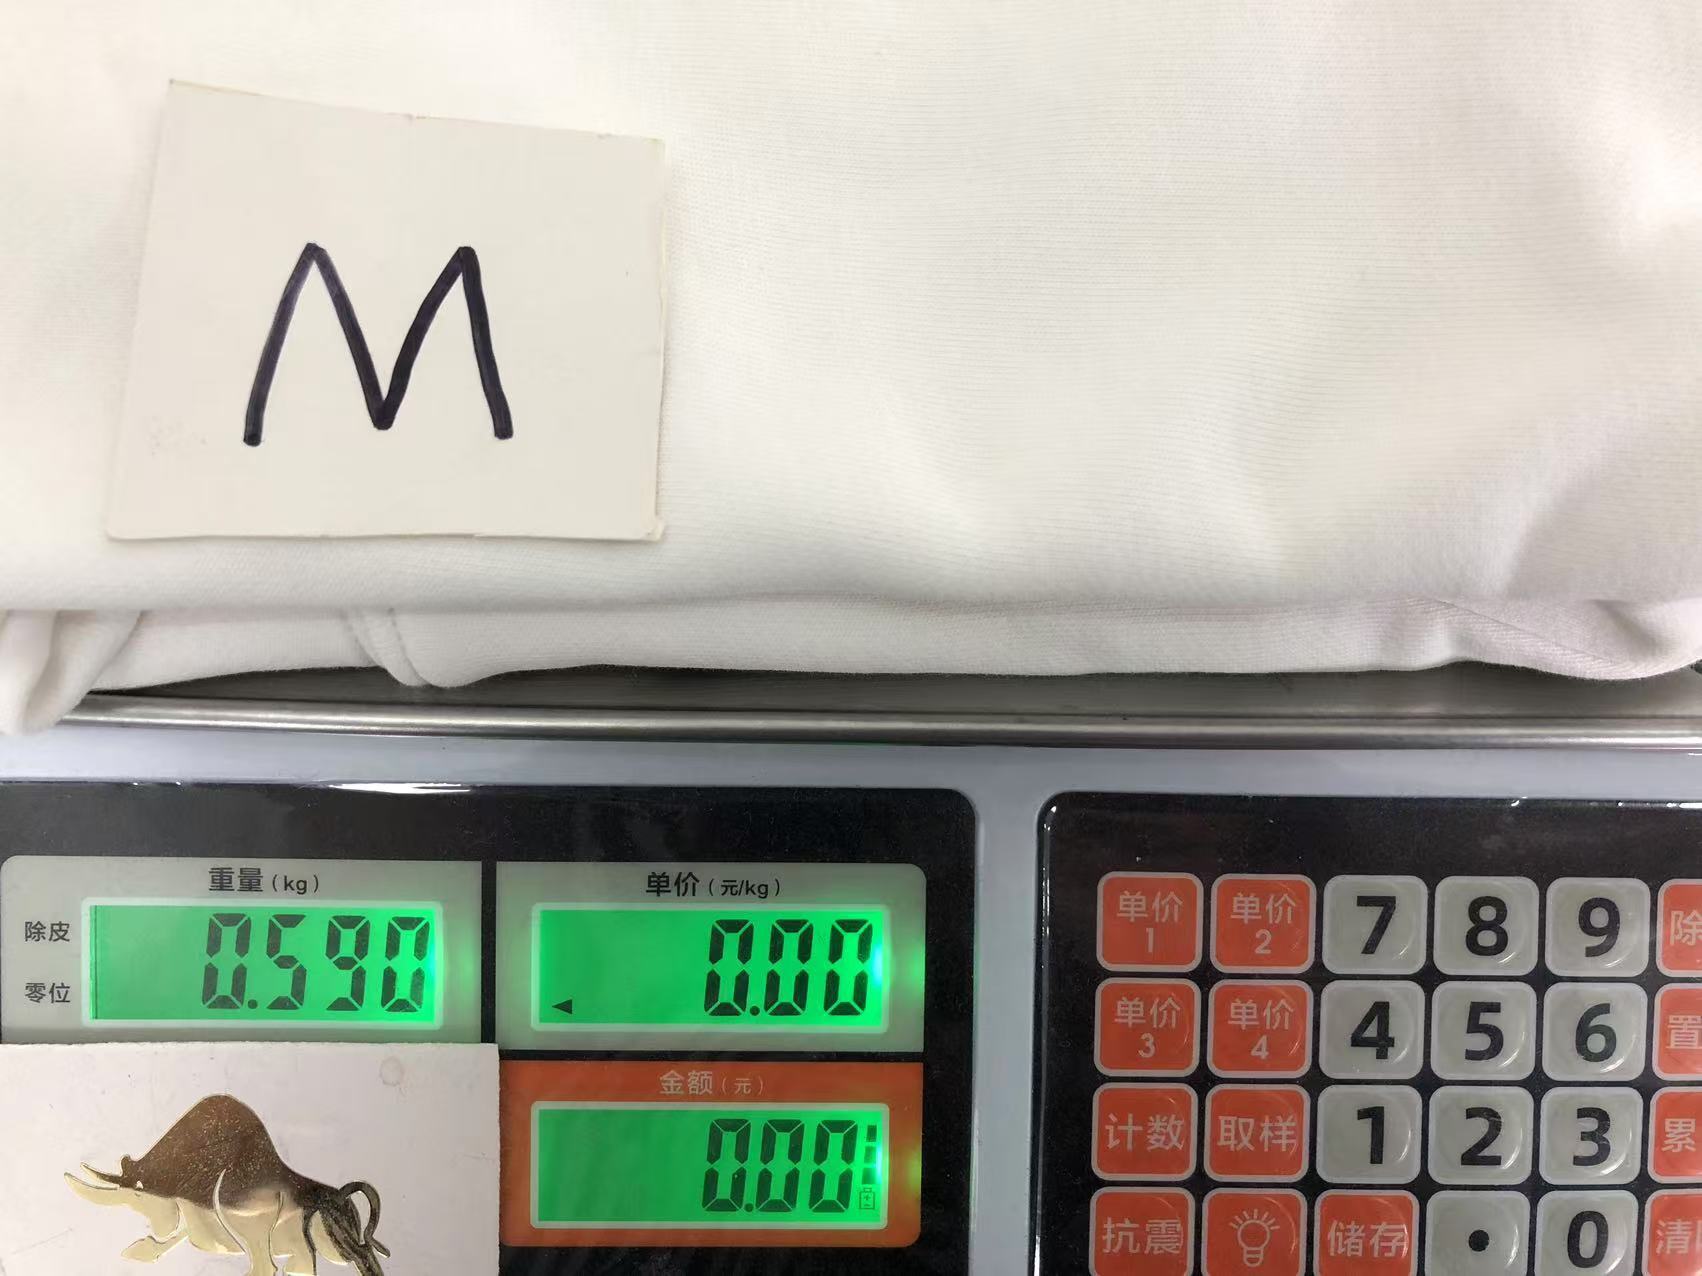 M
重量(kg)
除皮
零位
0.590
单价(元/kg)
0.00
金额(元)
0.00
单价1 单价2 7 8 9 除
单价3 单价4 4 5 6 置
计数 取样 1 2 3 累
抗震 储存 . 0 清